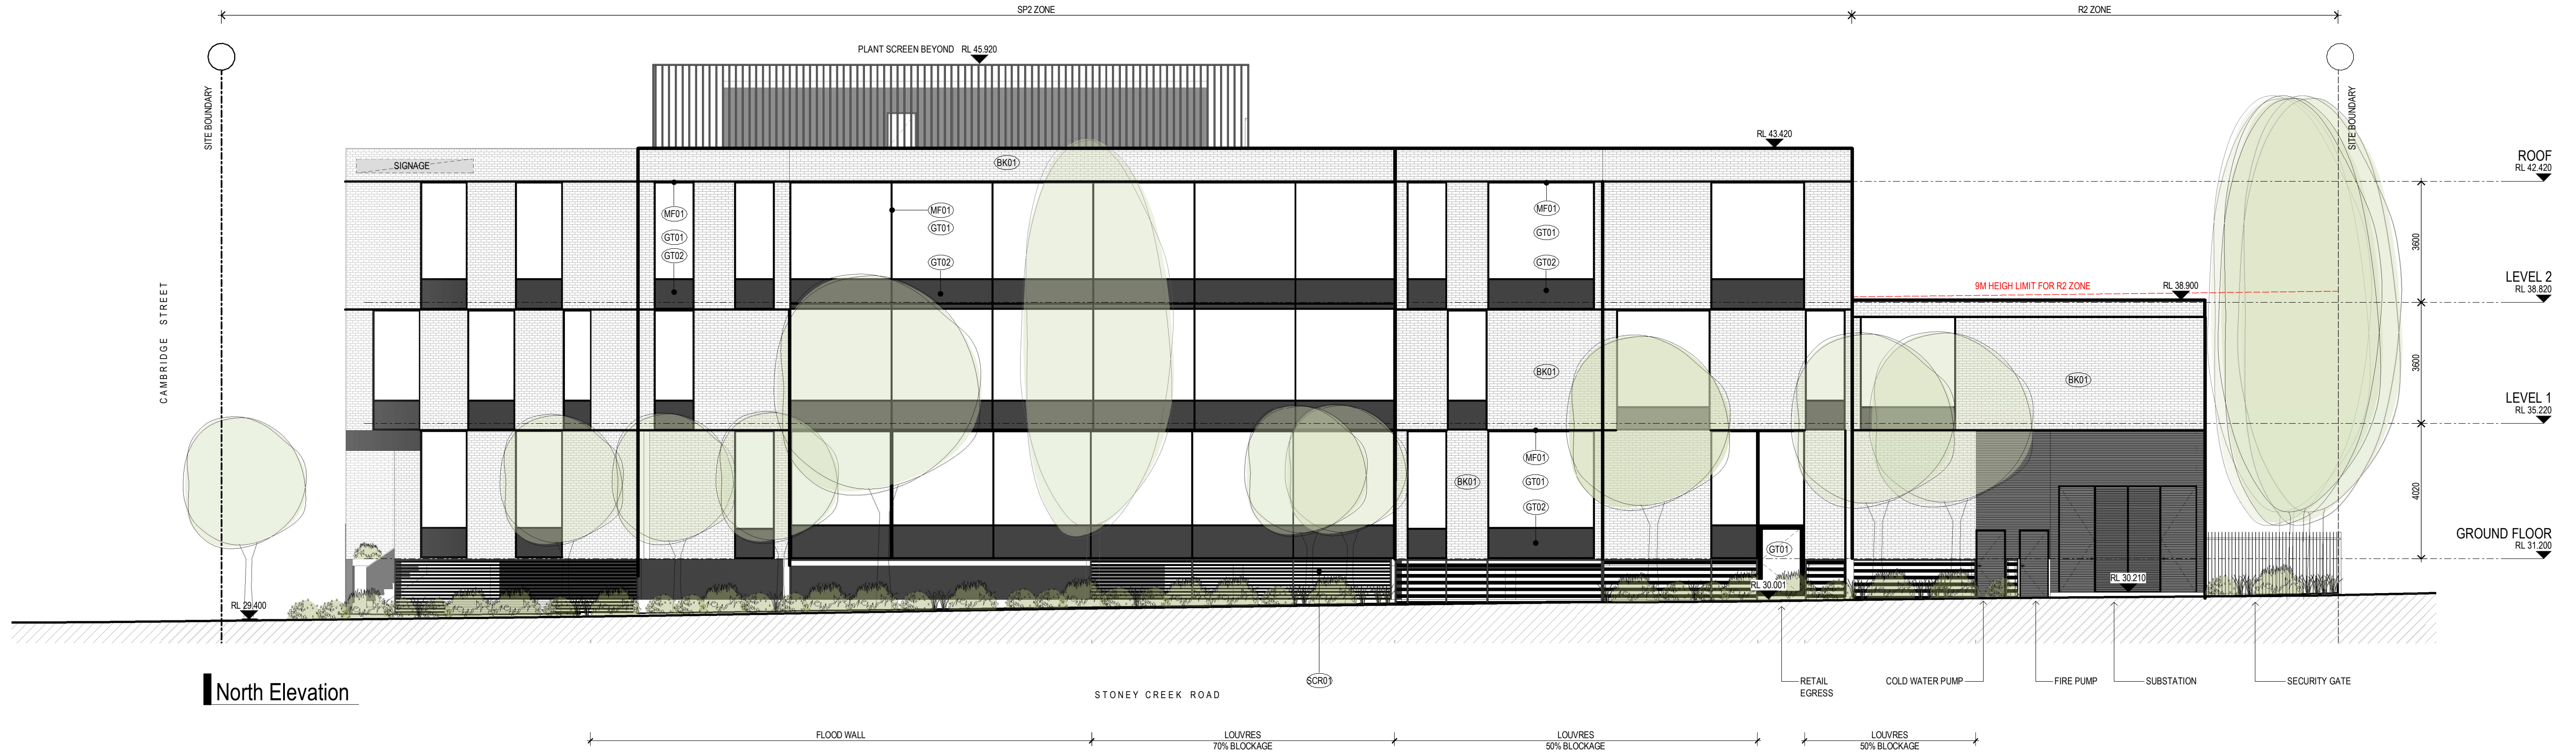 SP2 ZONE
R2 ZONE
PLANT SCREEN BEYOND RL 45.920
SITE BOUNDARY
SITE BOUNDARY
RL 43.420
SIGNAGE
BK01
ROOF
RL 42.420
MF01
GT01
GT02
MF01
GT01
GT02
MF01
GT01
GT02
3600
CAMBRIDGE STREET
9M HEIGH LIMIT FOR R2 ZONE
RL 38.900
LEVEL 2
RL 38.820
3600
BK01
BK01
LEVEL 1
RL 35.220
MF01
BK01
GT01
GT02
4020
GROUND FLOOR
RL 31.200
GT01
RL 30.001
RL 30.210
RL 29.400
SCR01
RETAIL
EGRESS
COLD WATER PUMP
FIRE PUMP
SUBSTATION
SECURITY GATE
North Elevation
STONEY CREEK ROAD
FLOOD WALL
LOUVRES
70% BLOCKAGE
LOUVRES
50% BLOCKAGE
LOUVRES
50% BLOCKAGE